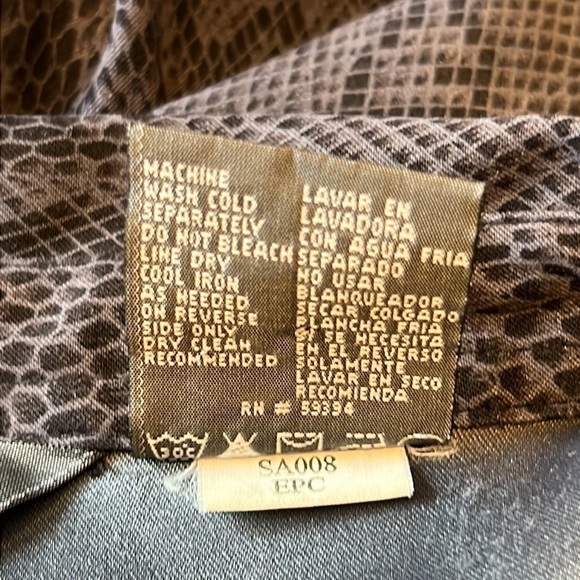 MACHINE
WASH COLD
SEPARATELY
DO NOT BLEACH
LINE DRY
COOL IRON
AS NEEDED
ON REVERSE
SIDE ONLY
DRY CLEAN
RECOMMENDED
LAVAR EN
LAVADORA
CON AGUA FRIA
SEPARADO
NO USAR
BLANQUEADOR
SECAR COLGADO
PLANCHA FRIA
SI SE NECESITA
EN EL REVERSO
SOLAMENTE
LAVAR EN SECO
RECOMIENDA
RN # 59394
30C
SA008
EPC